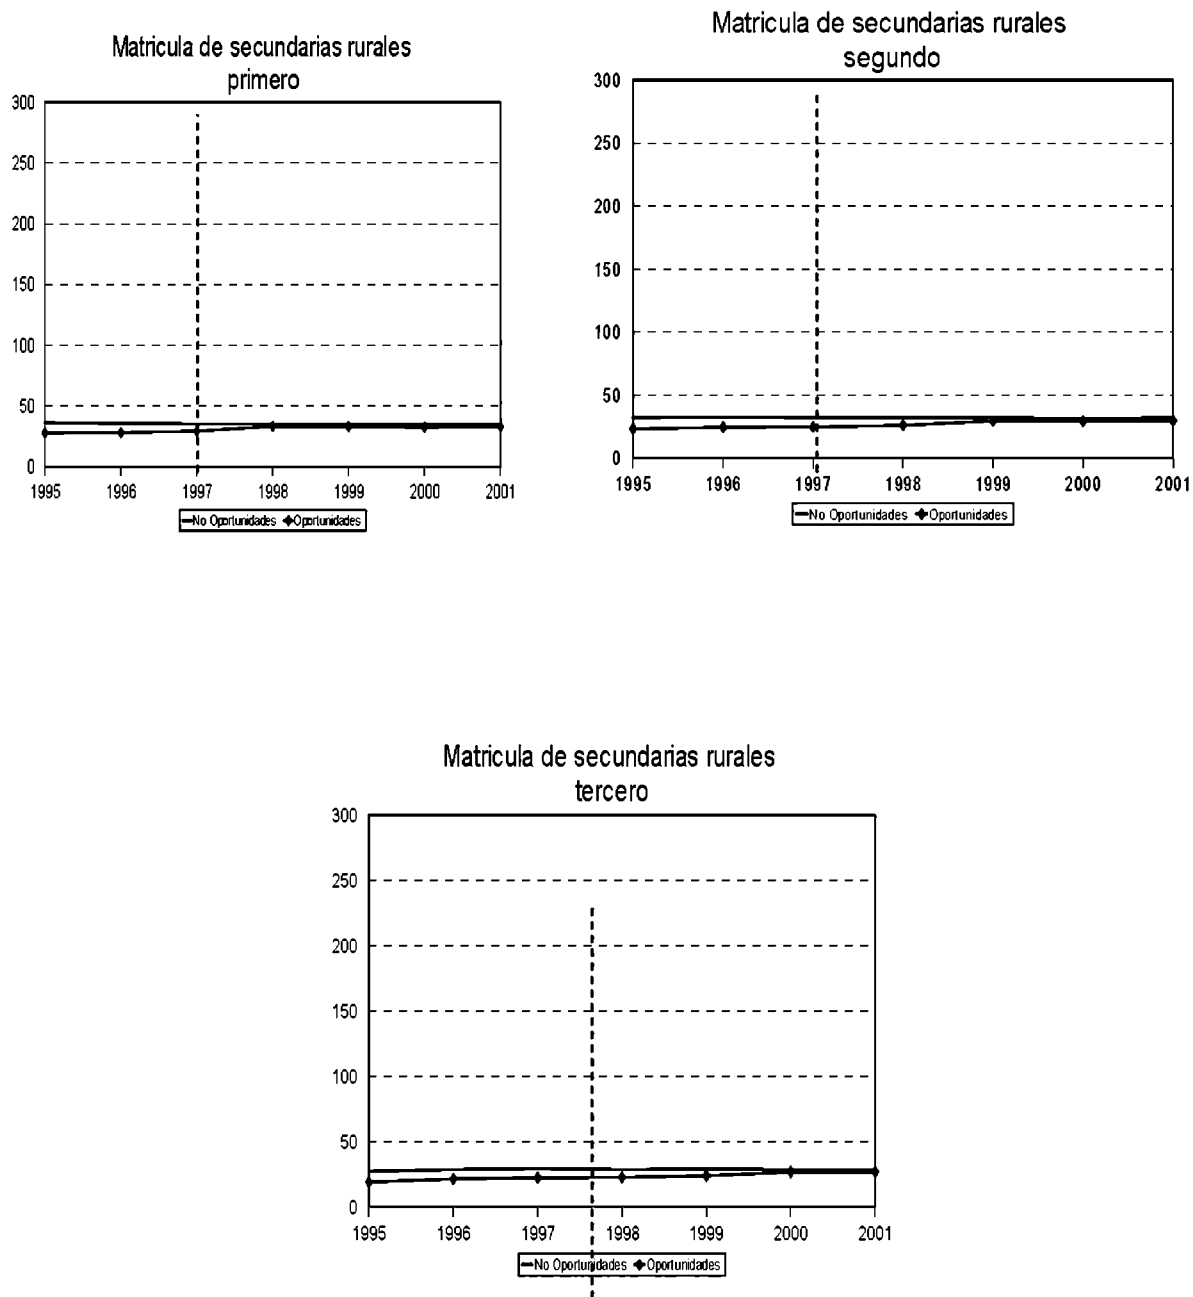 Matricula de secundarias rurales
primero
300
250
200
150
100
50
0
1995 1996 1997 1998 1999 2000 2001
No Oportunidades Oportunidades
Matricula de secundarias rurales
segundo
300
250
200
150
100
50
0
1995 1996 1997 1998 1999 2000 2001
No Oportunidades Oportunidades
Matricula de secundarias rurales
tercero
300
250
200
150
100
50
0
1995 1996 1997 1998 1999 2000 2001
No Oportunidades Oportunidades